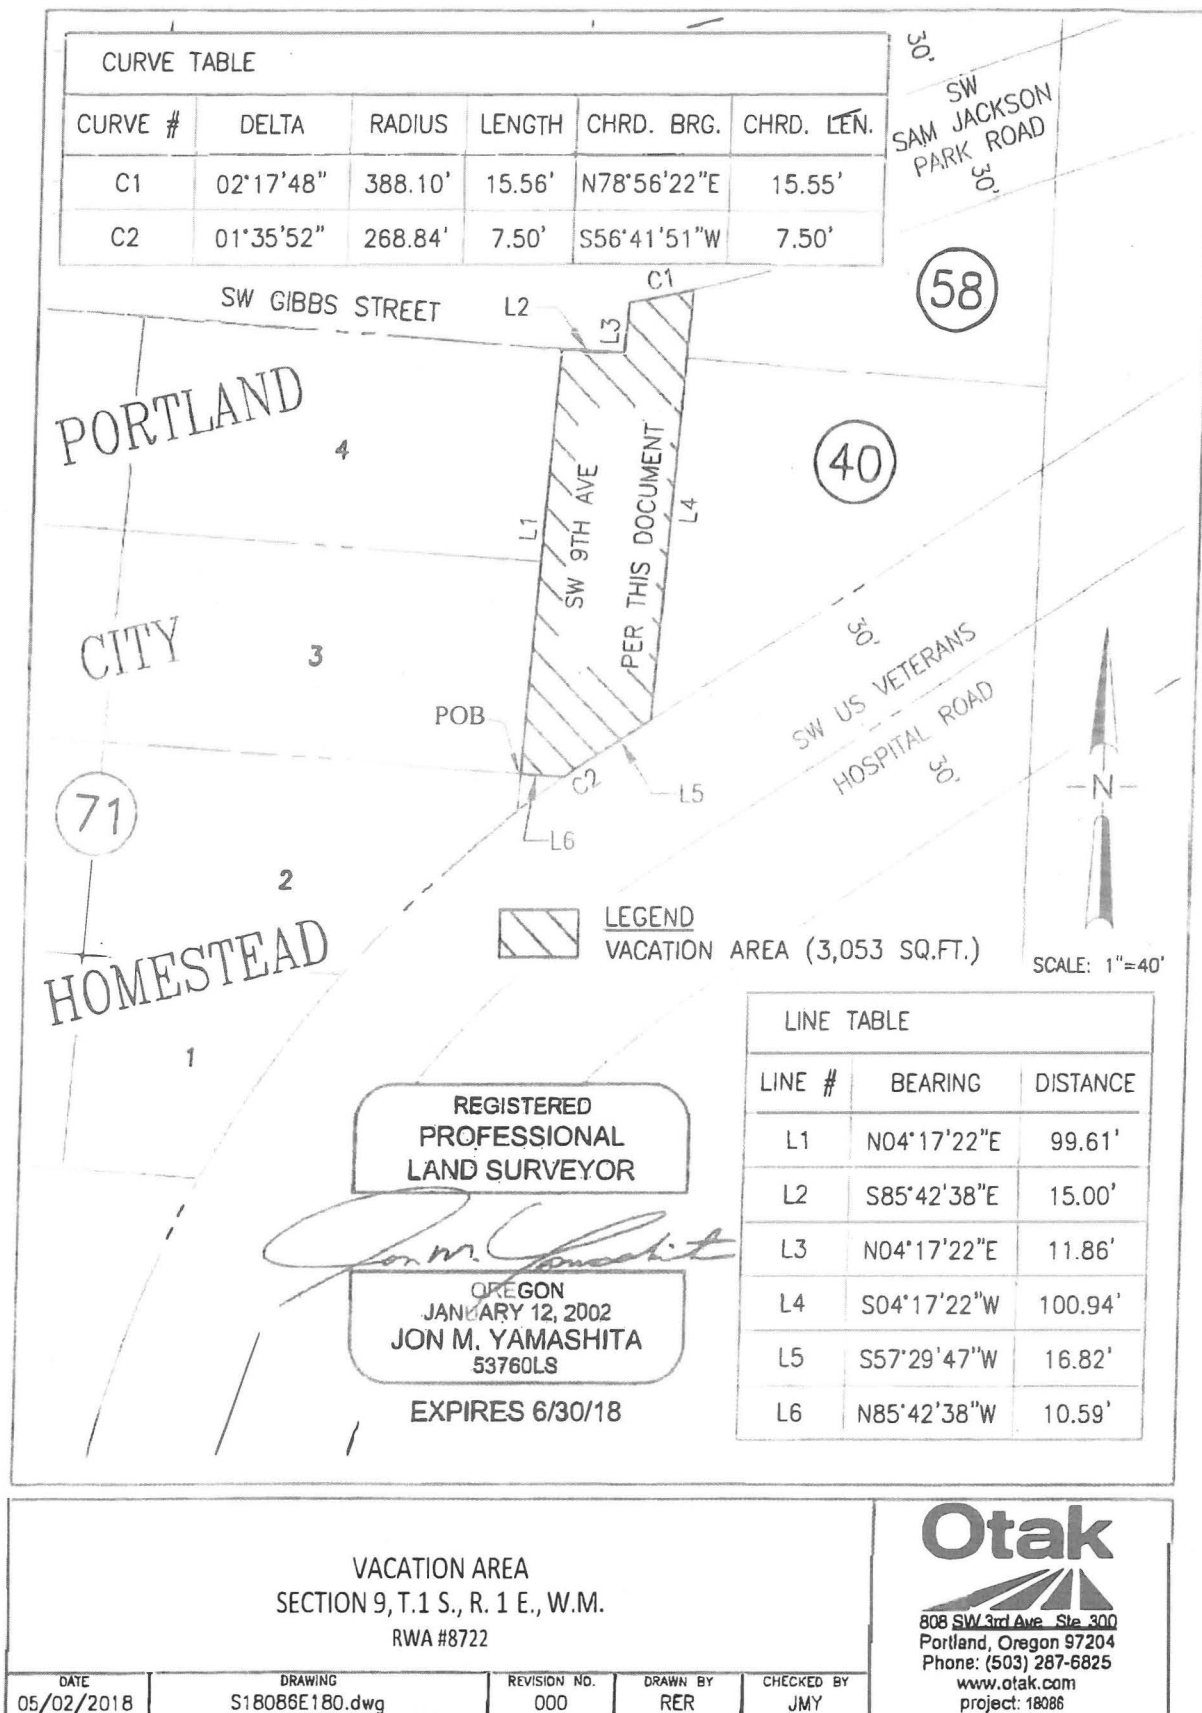 CURVE TABLE
CURVE # DELTA RADIUS LENGTH CHRD. BRG. CHRD. LEN.
C1 02°17'48" 388.10' 15.56' N78°56'22"E 15.55'
C2 01°35'52" 268.84' 7.50' S56°41'51"W 7.50'
30'
SW
SAM JACKSON
PARK ROAD
30'
58
SW GIBBS STREET
L2
L3
C1
PORTLAND
4
40
L1
SW 9TH AVE
PER THIS DOCUMENT
L4
CITY
3
30'
SW US VETERANS
HOSPITAL ROAD
30'
POB
C2
L5
L6
N
71
2
HOMESTEAD
1
LEGEND
VACATION AREA (3,053 SQ.FT.)
SCALE: 1"=40'
LINE TABLE
LINE # BEARING DISTANCE
L1 N04°17'22"E 99.61'
L2 S85°42'38"E 15.00'
L3 N04°17'22"E 11.86'
L4 S04°17'22"W 100.94'
L5 S57°29'47"W 16.82'
L6 N85°42'38"W 10.59'
REGISTERED
PROFESSIONAL
LAND SURVEYOR
Jon M. Yamashita
OREGON
JANUARY 12, 2002
JON M. YAMASHITA
53760LS
EXPIRES 6/30/18
VACATION AREA
SECTION 9, T.1 S., R. 1 E., W.M.
RWA #8722
DATE
05/02/2018
DRAWING
S18086E180.dwg
REVISION NO.
000
DRAWN BY
RER
CHECKED BY
JMY
Otak
808 SW 3rd Ave Ste 300
Portland, Oregon 97204
Phone: (503) 287-6825
www.otak.com
project: 18086